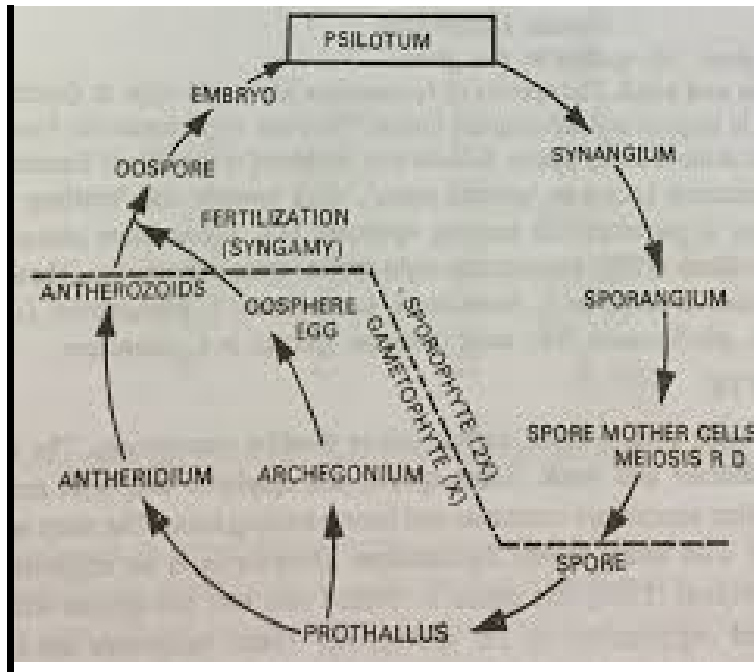 PSILOTUM
EMBRYO
OOSPORE
SYNANGIUM
FERTILIZATION
(SYNGAMY)
ANTHEROZOIDS
OOSPHERE
EGG
SPORANGIUM
SPOROPHYTE (2X)
GAMETOPHYTE (X)
SPORE MOTHER CELLS
MEIOSIS R D
ANTHERIDIUM
ARCHEGONIUM
SPORE
PROTHALLUS